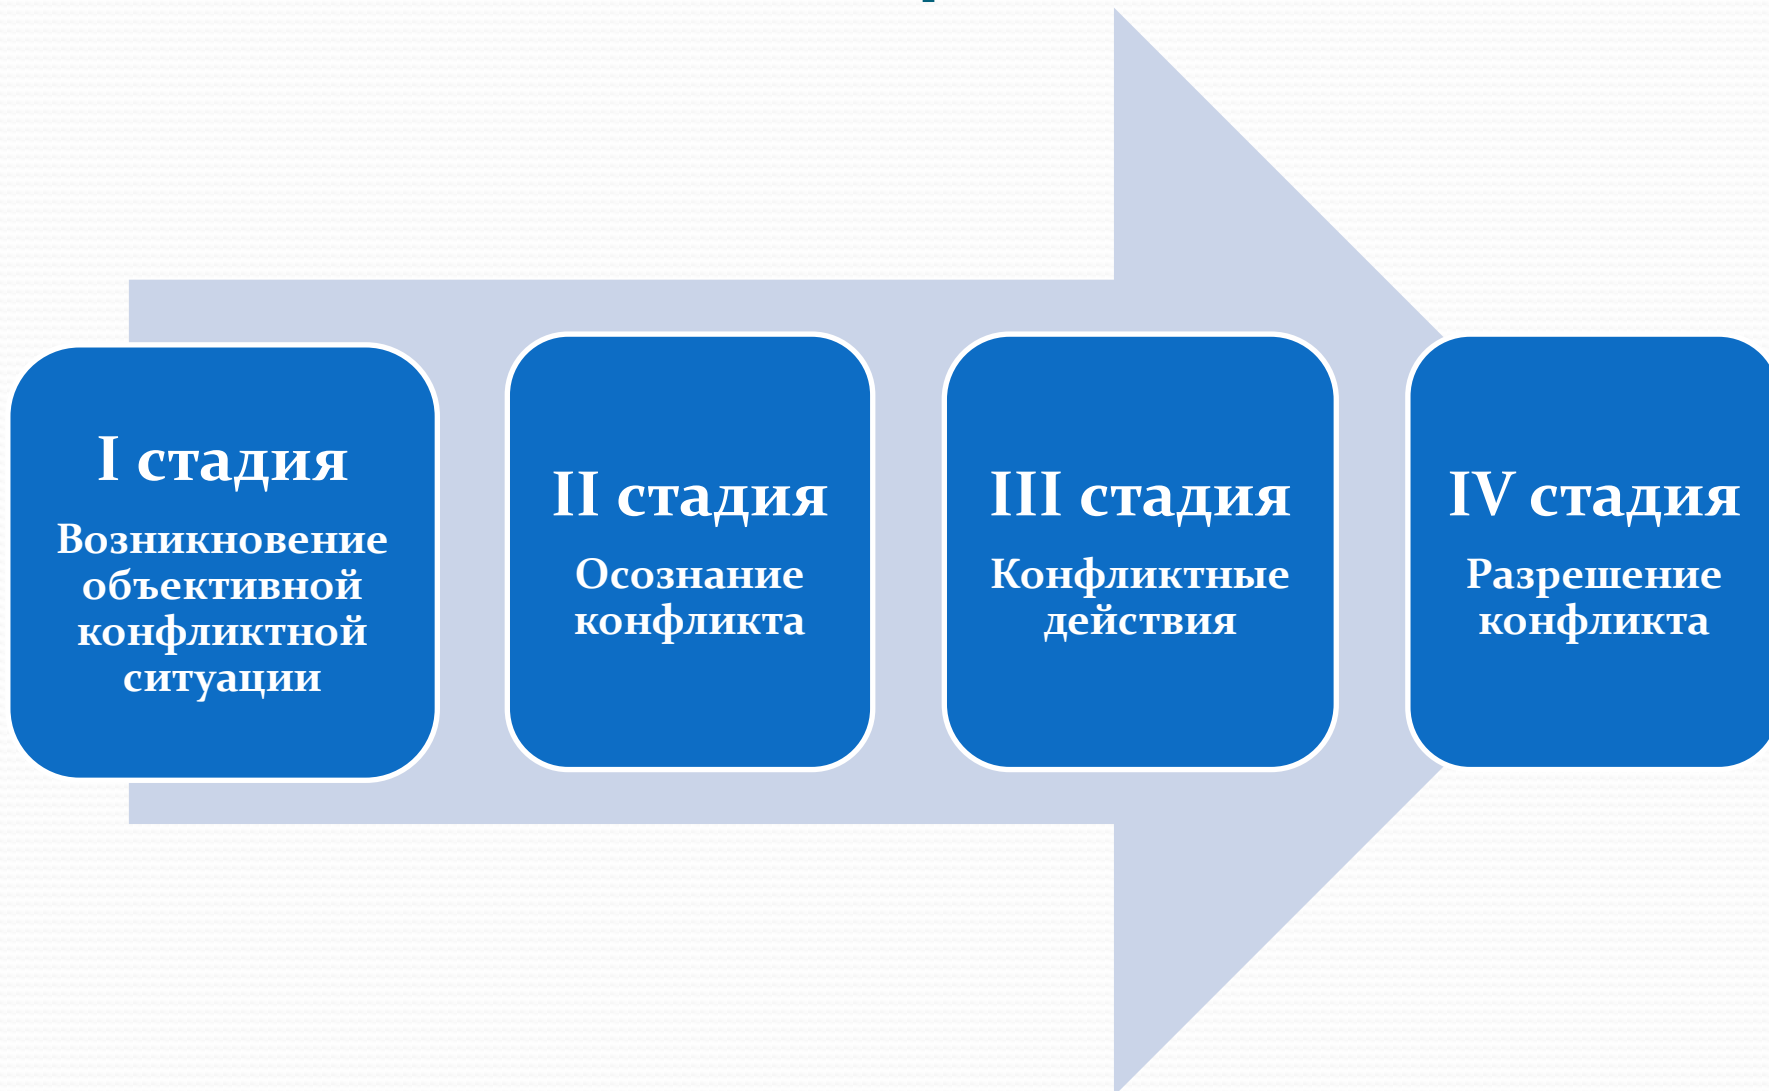 I стадия
Возникновение
объективной
конфликтной
ситуации
II стадия
Осознание
конфликта
III стадия
Конфликтные
действия
IV стадия
Разрешение
конфликта